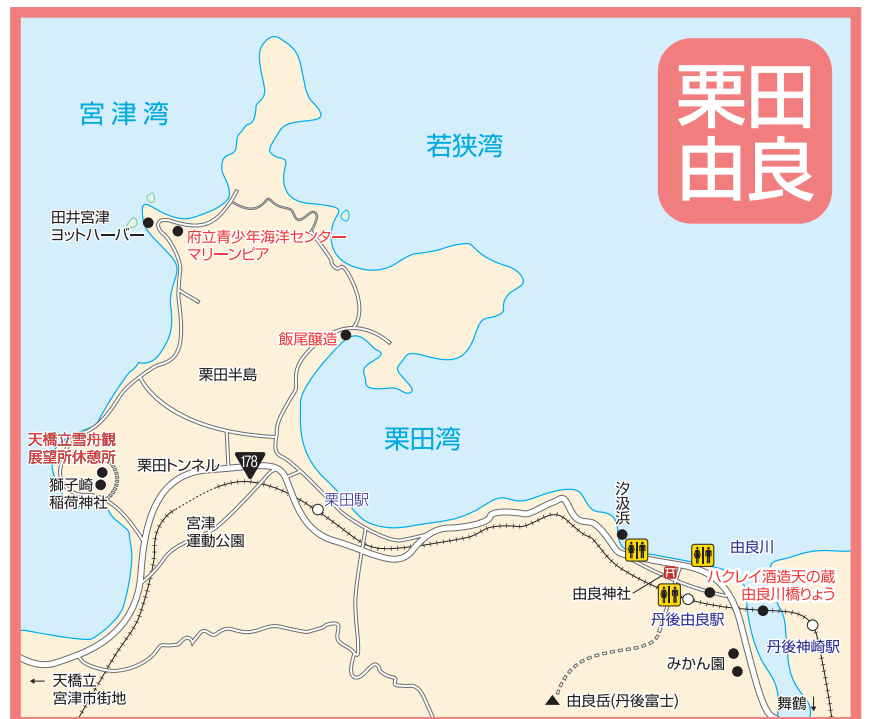 栗田
由良
宮津湾
若狭湾
田井宮津
ヨットハーバー
府立青少年海洋センター
マリーンピア
飯尾醸造
栗田半島
栗田湾
天橋立雪舟観
展望所休憩所
獅子崎
稲荷神社
栗田トンネル
178
栗田駅
宮津
運動公園
汐汲浜
由良川
ハクレイ酒造天の蔵
由良川橋りょう
由良神社
丹後由良駅
丹後神崎駅
みかん園
← 天橋立
宮津市街地
由良岳(丹後富士)
舞鶴↓